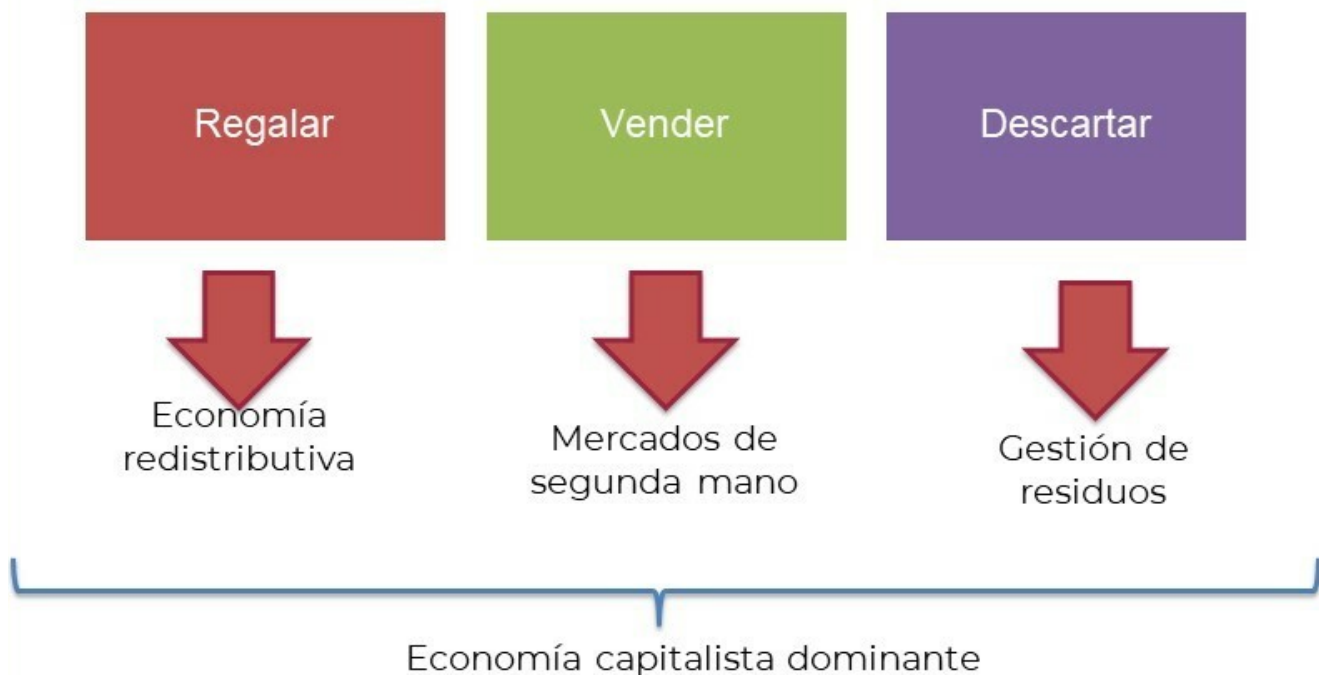 Regalar
Vender
Descartar
Economía
redistributiva
Mercados de
segunda mano
Gestión de
residuos
Economía capitalista dominante